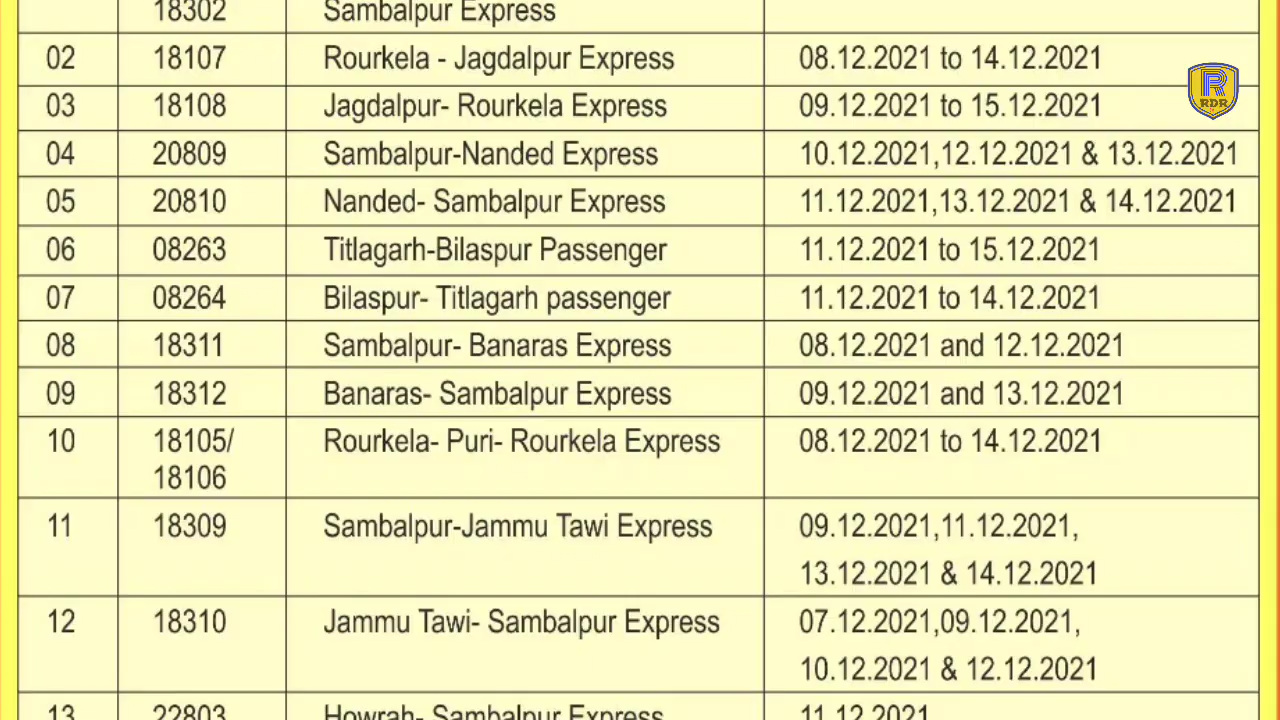 18302 Sambalpur Express
02 18107 Rourkela - Jagdalpur Express 08.12.2021 to 14.12.2021
03 18108 Jagdalpur- Rourkela Express 09.12.2021 to 15.12.2021
R
RDR
04 20809 Sambalpur-Nanded Express 10.12.2021,12.12.2021 & 13.12.2021
05 20810 Nanded- Sambalpur Express 11.12.2021,13.12.2021 & 14.12.2021
06 08263 Titlagarh-Bilaspur Passenger 11.12.2021 to 15.12.2021
07 08264 Bilaspur- Titlagarh passenger 11.12.2021 to 14.12.2021
08 18311 Sambalpur- Banaras Express 08.12.2021 and 12.12.2021
09 18312 Banaras- Sambalpur Express 09.12.2021 and 13.12.2021
10 18105/ Rourkela- Puri- Rourkela Express 08.12.2021 to 14.12.2021
18106
11 18309 Sambalpur-Jammu Tawi Express 09.12.2021,11.12.2021,
13.12.2021 & 14.12.2021
12 18310 Jammu Tawi- Sambalpur Express 07.12.2021,09.12.2021,
10.12.2021 & 12.12.2021
13 22803 Howrah- Sambalpur Express 11.12.2021